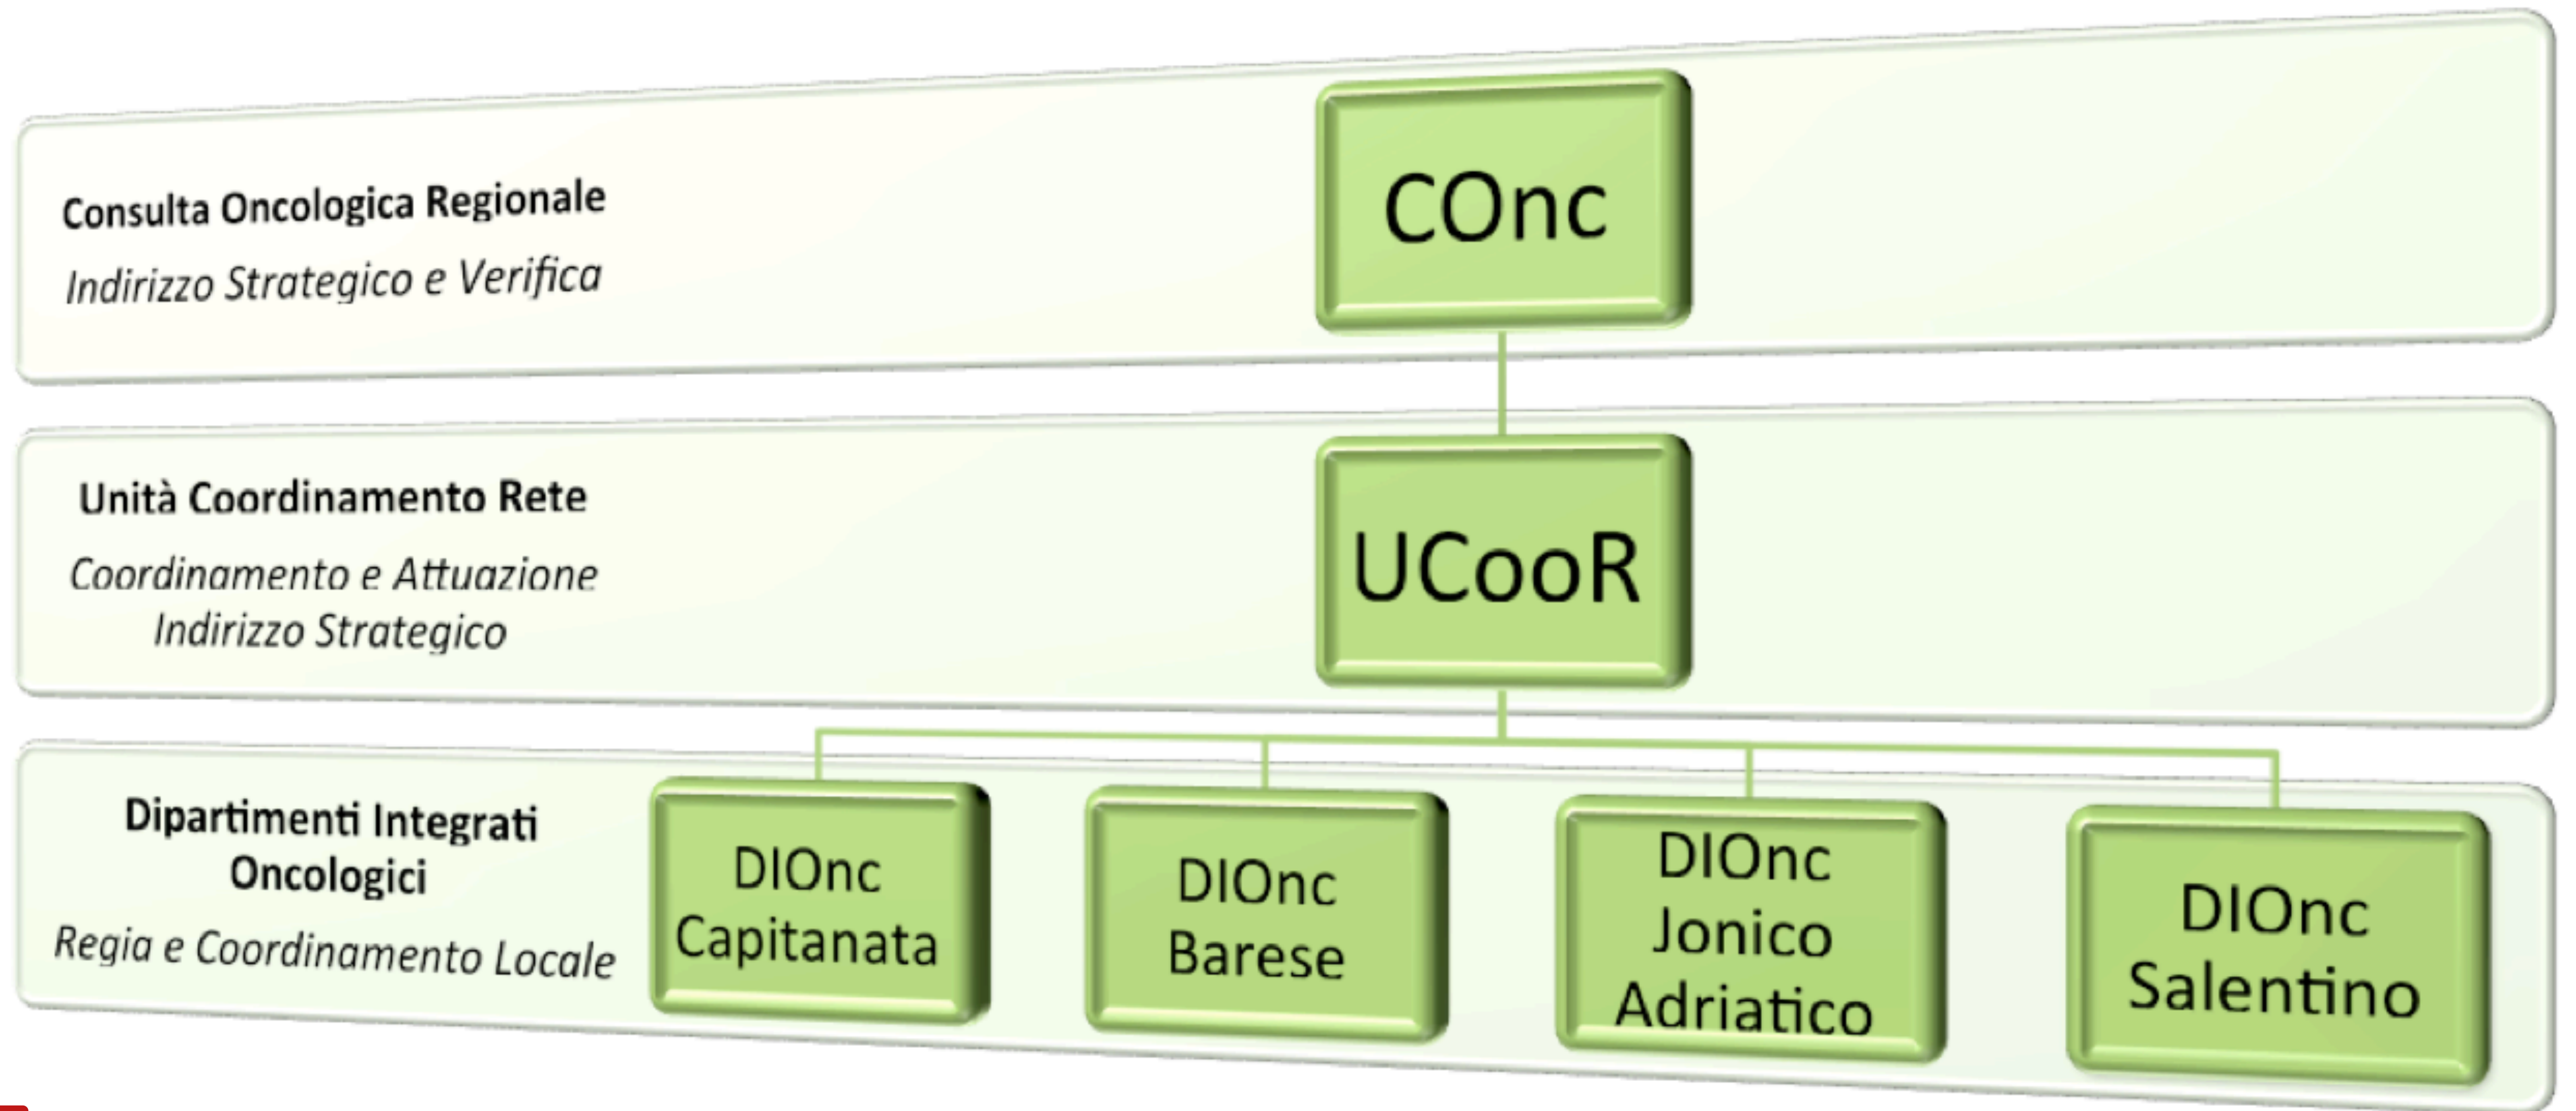 Consulta Oncologica Regionale
Indirizzo Strategico e Verifica
COnc
Unità Coordinamento Rete
Coordinamento e Attuazione
Indirizzo Strategico
UCooR
Dipartimenti Integrati
Oncologici
Regia e Coordinamento Locale
DIOnc
Capitanata
DIOnc
Barese
DIOnc
Jonico
Adriatico
DIOnc
Salentino